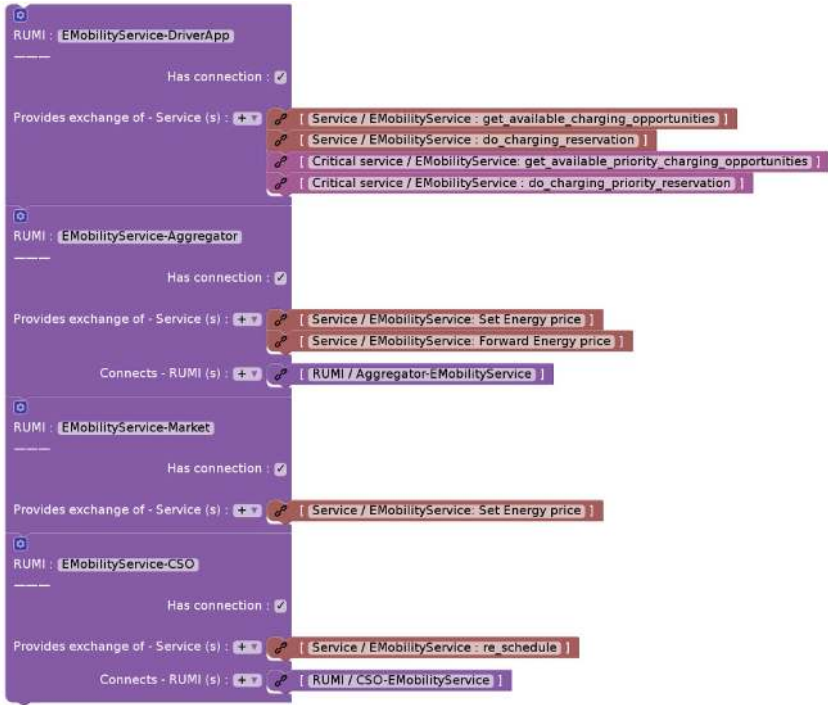 RUMI : EMobilityService-DriverApp
———
Has connection :
Provides exchange of - Service (s) : + [ Service / EMobilityService : get_available_charging_opportunities ]
[ Service / EMobilityService : do_charging_reservation ]
[ Critical service / EMobilityService: get_available_priority_charging_opportunities ]
[ Critical service / EMobilityService : do_charging_priority_reservation ]
RUMI : EMobilityService-Aggregator
———
Has connection :
Provides exchange of - Service (s) : + [ Service / EMobilityService: Set Energy price ]
[ Service / EMobilityService: Forward Energy price ]
Connects - RUMI (s) : + [ RUMI / Aggregator-EMobilityService ]
RUMI : EMobilityService-Market
———
Has connection :
Provides exchange of - Service (s) : + [ Service / EMobilityService: Set Energy price ]
RUMI : EMobilityService-CSO
———
Has connection :
Provides exchange of - Service (s) : + [ Service / EMobilityService : re_schedule ]
Connects - RUMI (s) : + [ RUMI / CSO-EMobilityService ]